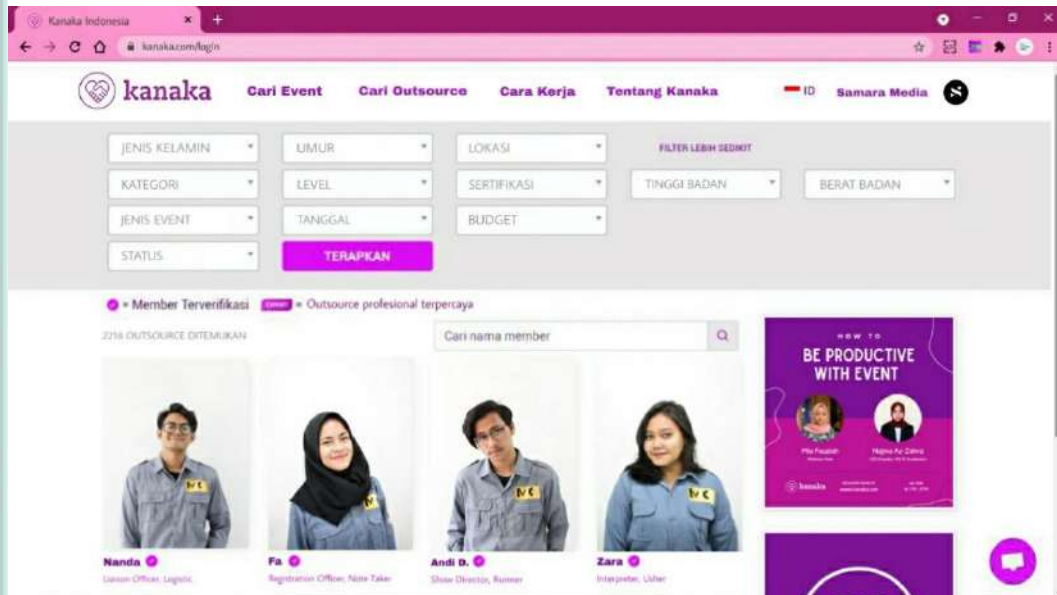 Kanaka Indonesia
kanaka.com/login
kanaka Cari Event Cari Outsource Cara Kerja Tentang Kanaka ID Samara Media S
JENIS KELAMIN UMUR LOKASI FILTER LEBIH SEDIKIT
KATEGORI LEVEL SERTIFIKASI TINGGI BADAN BERAT BADAN
JENIS EVENT TANGGAL BUDGET
STATUS TERAPKAN
= Member Terverifikasi = Outsource profesional terpercaya
2216 OUTSOURCE DITEMUKAN Cari nama member
HOW TO
BE PRODUCTIVE
WITH EVENT
kanaka
Nanda Fa Andi D. Zara
Liaison Officer, Logistic Registration Officer, Note Taker Show Director, Runner Interpreter, Usher